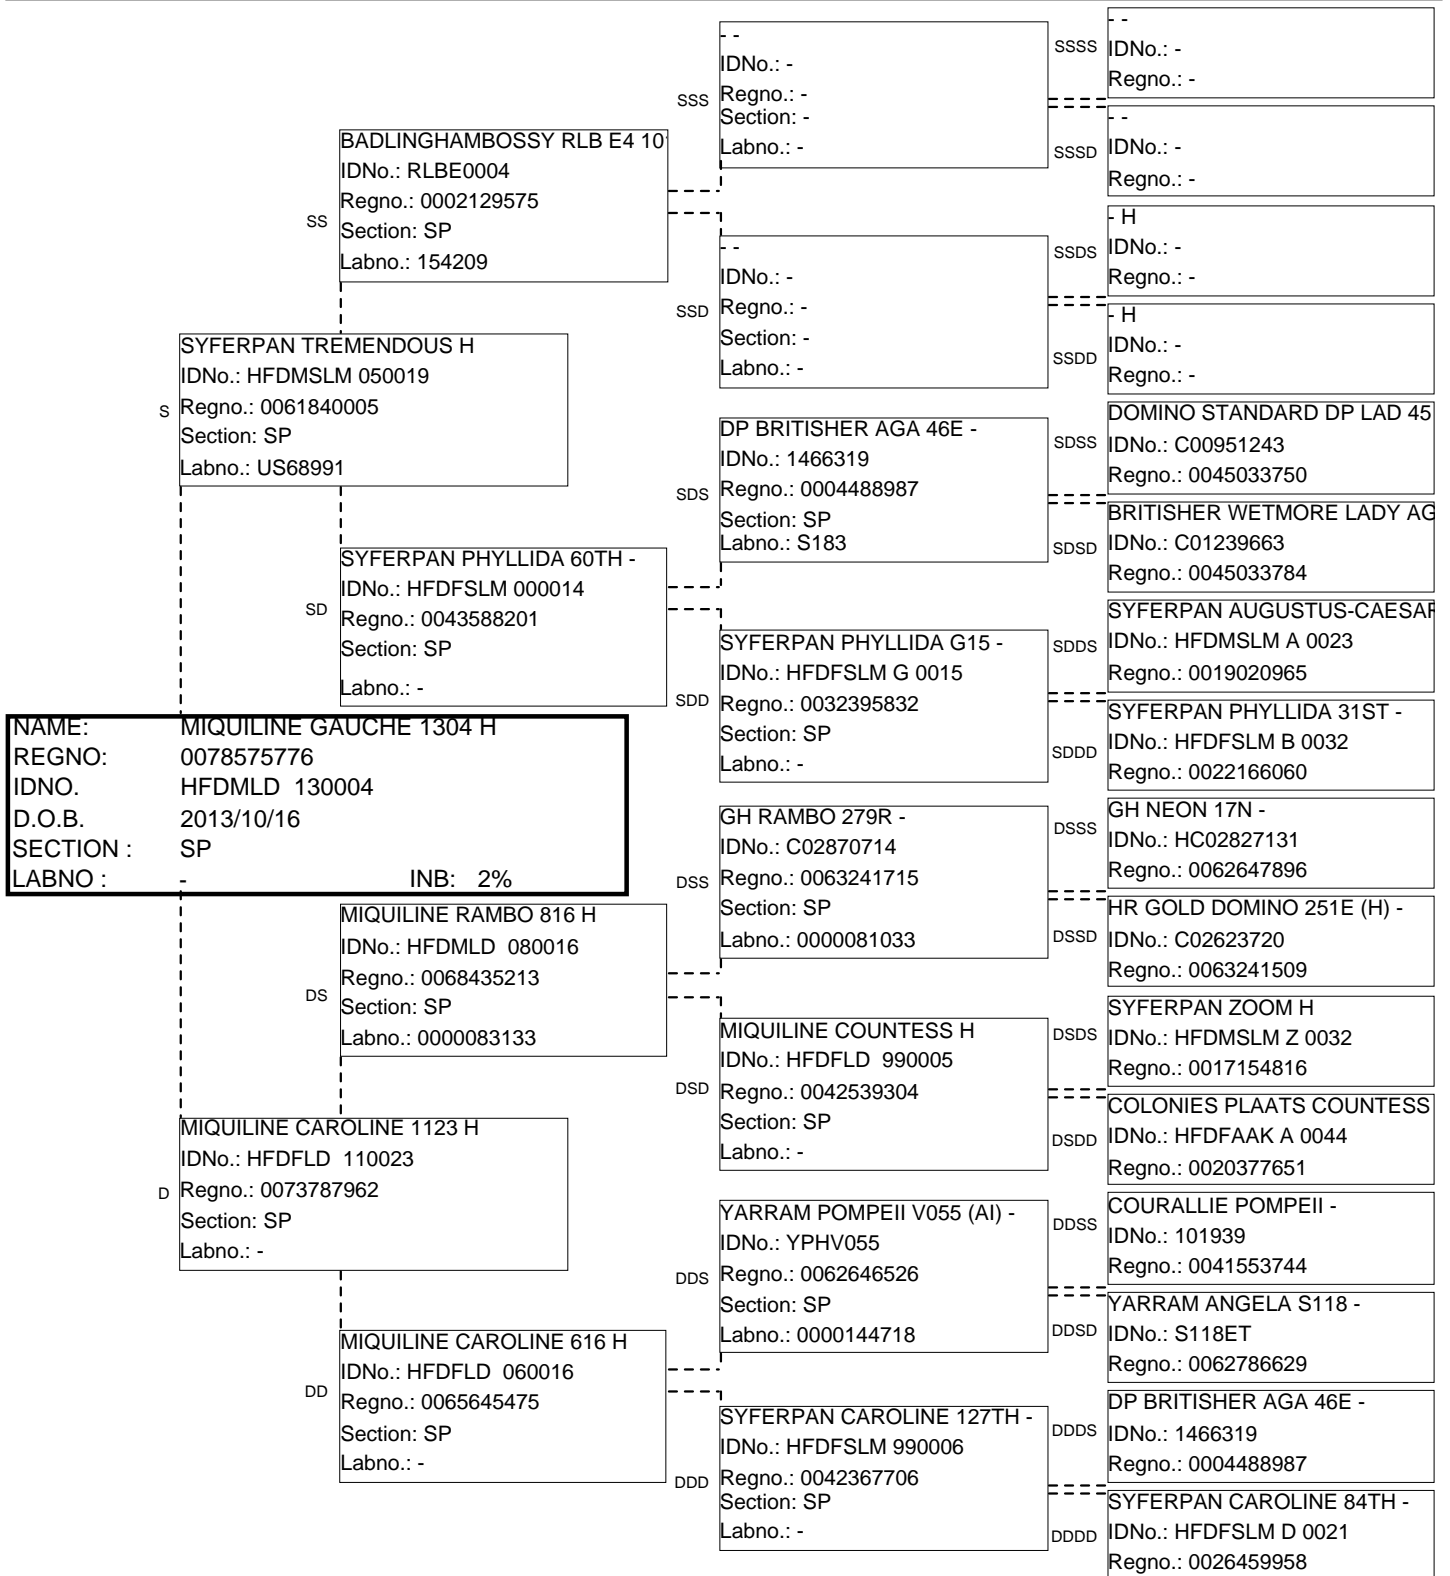 - -
IDNo.: -
Regno.: -
SSSS
- -
IDNo.: -
Regno.: -
SSSD
- -
IDNo.: -
Regno.: -
Section: -
Labno.: -
SSS
BADLINGHAMBOSSY RLB E4 10
IDNo.: RLBE0004
Regno.: 0002129575
Section: SP
Labno.: 154209
SS
- H
IDNo.: -
Regno.: -
SSDS
- H
IDNo.: -
Regno.: -
SSDD
- -
IDNo.: -
Regno.: -
Section: -
Labno.: -
SSD
SYFERPAN TREMENDOUS H
IDNo.: HFDMSLM 050019
Regno.: 0061840005
Section: SP
Labno.: US68991
S
DP BRITISHER AGA 46E -
IDNo.: 1466319
Regno.: 0004488987
Section: SP
Labno.: S183
SDS
DOMINO STANDARD DP LAD 45
IDNo.: C00951243
Regno.: 0045033750
SDSS
BRITISHER WETMORE LADY AG
IDNo.: C01239663
Regno.: 0045033784
SDSD
SYFERPAN PHYLLIDA 60TH -
IDNo.: HFDFSLM 000014
Regno.: 0043588201
Section: SP
Labno.: -
SD
SYFERPAN PHYLLIDA G15 -
IDNo.: HFDFSLM G 0015
Regno.: 0032395832
Section: SP
Labno.: -
SDD
SYFERPAN AUGUSTUS-CAESAR
IDNo.: HFDMSLM A 0023
Regno.: 0019020965
SDDS
SYFERPAN PHYLLIDA 31ST -
IDNo.: HFDFSLM B 0032
Regno.: 0022166060
SDDD
NAME: MIQUILINE GAUCHE 1304 H
REGNO: 0078575776
IDNO. HFDMLD 130004
D.O.B. 2013/10/16
SECTION : SP
LABNO : - INB: 2%
GH RAMBO 279R -
IDNo.: C02870714
Regno.: 0063241715
Section: SP
Labno.: 0000081033
DSS
GH NEON 17N -
IDNo.: HC02827131
Regno.: 0062647896
DSSS
HR GOLD DOMINO 251E (H) -
IDNo.: C02623720
Regno.: 0063241509
DSSD
MIQUILINE RAMBO 816 H
IDNo.: HFDMLD 080016
Regno.: 0068435213
Section: SP
Labno.: 0000083133
DS
MIQUILINE COUNTESS H
IDNo.: HFDFLD 990005
Regno.: 0042539304
Section: SP
Labno.: -
DSD
SYFERPAN ZOOM H
IDNo.: HFDMSLM Z 0032
Regno.: 0017154816
DSDS
COLONIES PLAATS COUNTESS
IDNo.: HFDFAAK A 0044
Regno.: 0020377651
DSDD
MIQUILINE CAROLINE 1123 H
IDNo.: HFDFLD 110023
Regno.: 0073787962
Section: SP
Labno.: -
D
YARRAM POMPEII V055 (AI) -
IDNo.: YPHV055
Regno.: 0062646526
Section: SP
Labno.: 0000144718
DDS
COURALLIE POMPEII -
IDNo.: 101939
Regno.: 0041553744
DDSS
YARRAM ANGELA S118 -
IDNo.: S118ET
Regno.: 0062786629
DDSD
MIQUILINE CAROLINE 616 H
IDNo.: HFDFLD 060016
Regno.: 0065645475
Section: SP
Labno.: -
DD
SYFERPAN CAROLINE 127TH -
IDNo.: HFDFSLM 990006
Regno.: 0042367706
Section: SP
Labno.: -
DDD
DP BRITISHER AGA 46E -
IDNo.: 1466319
Regno.: 0004488987
DDDS
SYFERPAN CAROLINE 84TH -
IDNo.: HFDFSLM D 0021
Regno.: 0026459958
DDDD